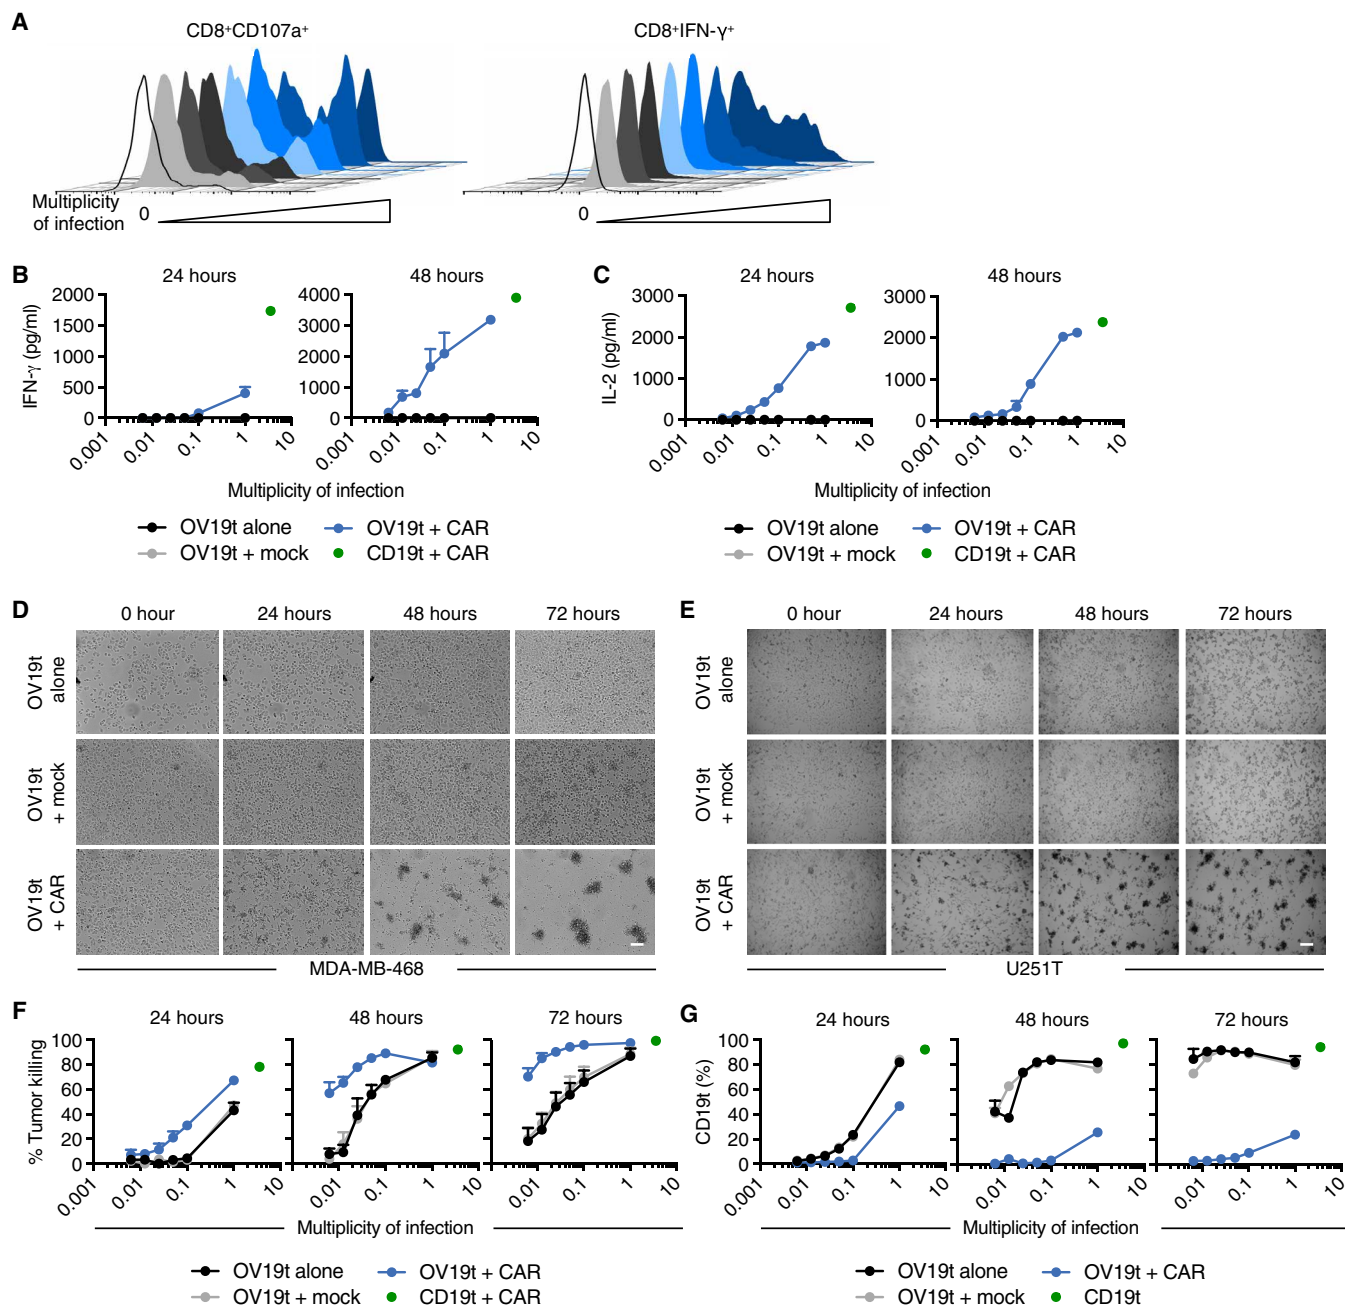 A
CD8+CD107a+
CD8+IFN-γ+
Multiplicity
of infection
0
0
B
24 hours
48 hours
IFN-γ (pg/ml)
2000
1500
1000
500
0
0.001
0.01
0.1
1
10
4000
3000
2000
1000
0
0.001
0.01
0.1
1
10
Multiplicity of infection
OV19t alone
OV19t + CAR
OV19t + mock
CD19t + CAR
C
24 hours
48 hours
IL-2 (pg/ml)
3000
2000
1000
0
0.001
0.01
0.1
1
10
3000
2000
1000
0
0.001
0.01
0.1
1
10
Multiplicity of infection
OV19t alone
OV19t + CAR
OV19t + mock
CD19t + CAR
D
0 hour
24 hours
48 hours
72 hours
OV19t
alone
OV19t
+ mock
OV19t
+ CAR
MDA-MB-468
E
0 hour
24 hours
48 hours
72 hours
OV19t
alone
OV19t
+ mock
OV19t
+ CAR
U251T
F
24 hours
48 hours
72 hours
% Tumor killing
100
80
60
40
20
0
0.001
0.01
0.1
1
10
0.01
0.1
1
10
0.01
0.1
1
10
Multiplicity of infection
OV19t alone
OV19t + CAR
OV19t + mock
CD19t + CAR
G
24 hours
48 hours
72 hours
CD19t (%)
100
80
60
40
20
0
0.001
0.01
0.1
1
10
0.01
0.1
1
10
0.01
0.1
1
10
Multiplicity of infection
OV19t alone
OV19t + CAR
OV19t + mock
CD19t